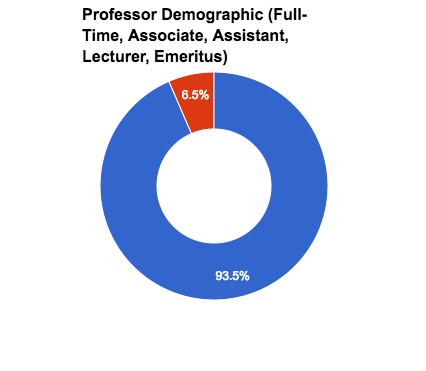 Professor Demographic (Full-
Time, Associate, Assistant,
Lecturer, Emeritus)
6.5%
93.5%